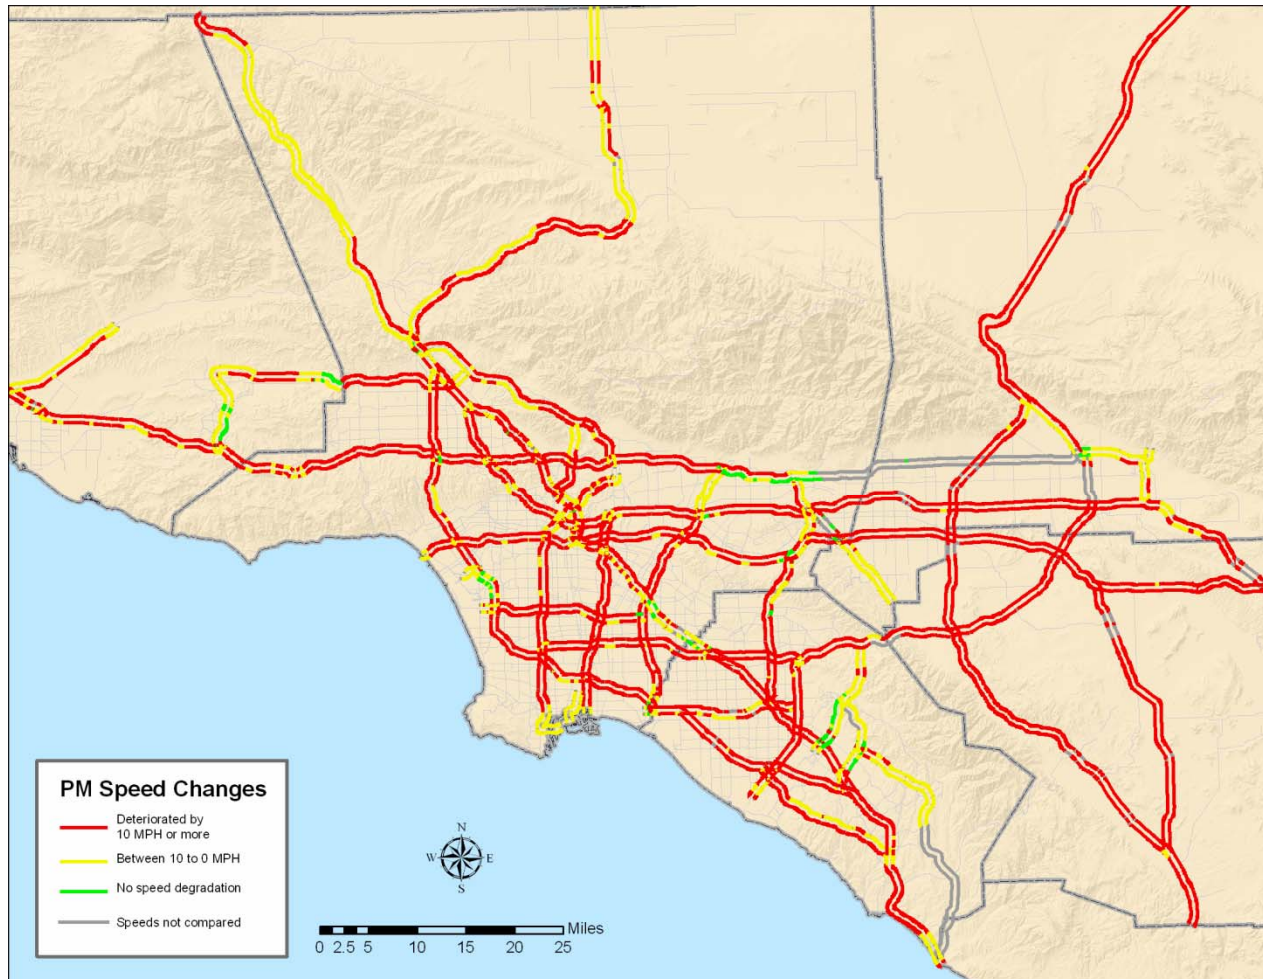 PM Speed Changes
Deteriorated by
10 MPH or more
Between 10 to 0 MPH
No speed degradation
Speeds not compared
N
W E
S
Miles
0 2.5 5 10 15 20 25